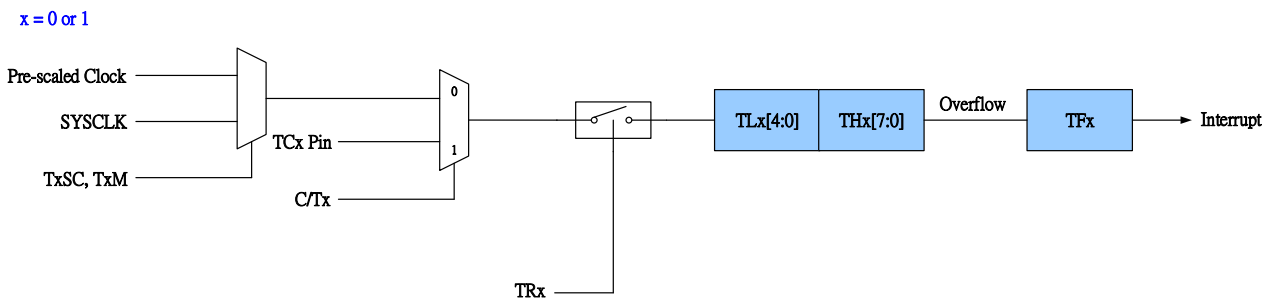 x = 0 or 1
Pre-scaled Clock
SYSCLK
TxSC, TxM
0
TCx Pin
1
C/Tx
TRx
TLx[4:0]
THx[7:0]
Overflow
TFx
Interrupt